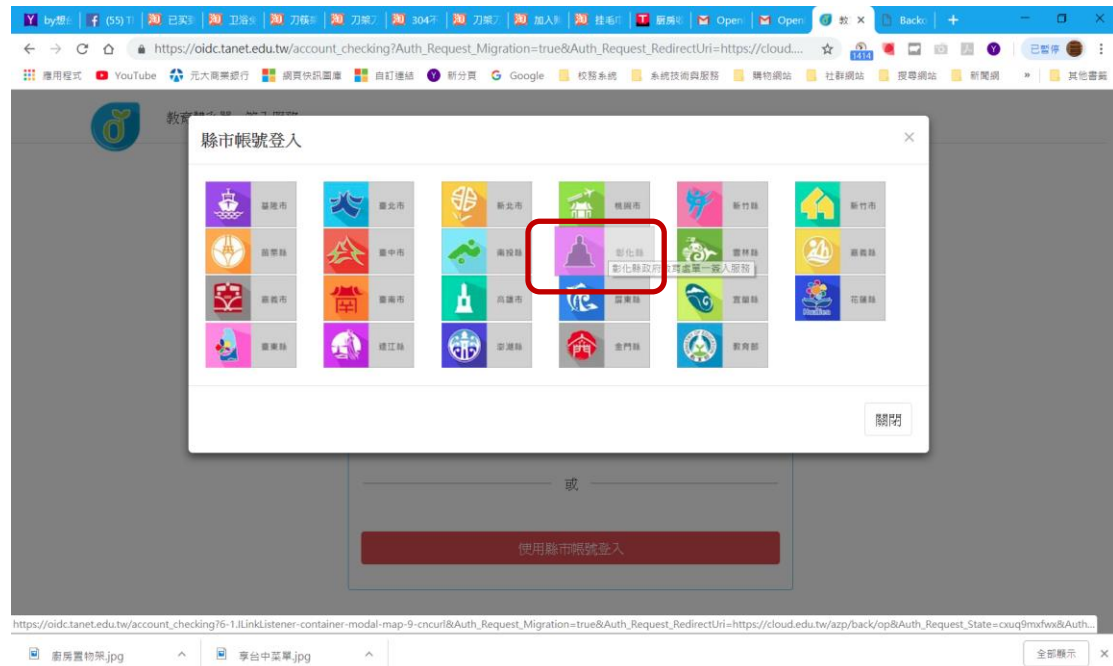 by想
(55) 11
已买到
卫浴
刀筷
刀架
304不
刀架
加入
挂毛巾
厨房
Open
Open
教
Backo
https://oidc.tanet.edu.tw/account_checking?Auth_Request_Migration=true&Auth_Request_RedirectUri=https://cloud....
1414
已暫停
應用程式
YouTube
元大商業銀行
網頁快訊圖庫
自訂連結
新分頁
Google
校務系統
系統技術與服務
購物網站
社群網站
搜尋網站
新聞網
»
其他書籤
縣市帳號登入
×
基隆市
臺北市
新北市
桃園市
新竹縣
新竹市
苗栗縣
臺中市
南投縣
彰化縣
雲林縣
嘉義縣
彰化縣政府教育處單一簽入服務
嘉義市
臺南市
高雄市
屏東縣
宜蘭縣
花蓮縣
臺東縣
連江縣
澎湖縣
金門縣
教育部
關閉
或
使用縣市帳號登入
https://oidc.tanet.edu.tw/account_checking?6-1.ILinkListener-container-modal-map-9-cncurl&Auth_Request_Migration=true&Auth_Request_RedirectUri=https://cloud.edu.tw/azp/back/op&Auth_Request_State=cxuq9mxfwx&Auth...
廚房置物架.jpg
享台中菜單.jpg
全部顯示